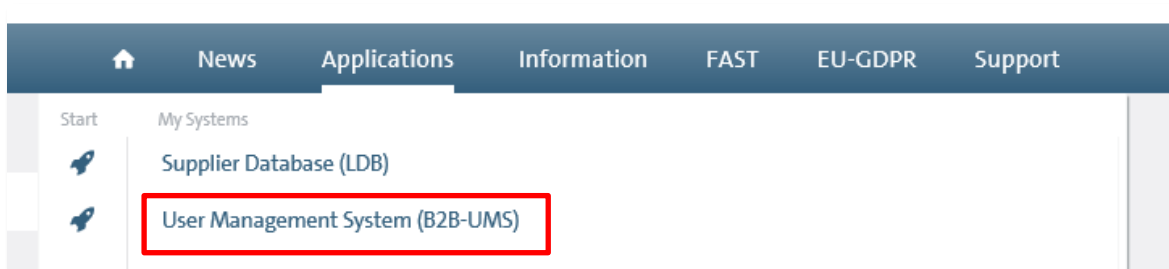 News Applications Information FAST EU-GDPR Support
Start My Systems
Supplier Database (LDB)
User Management System (B2B-UMS)